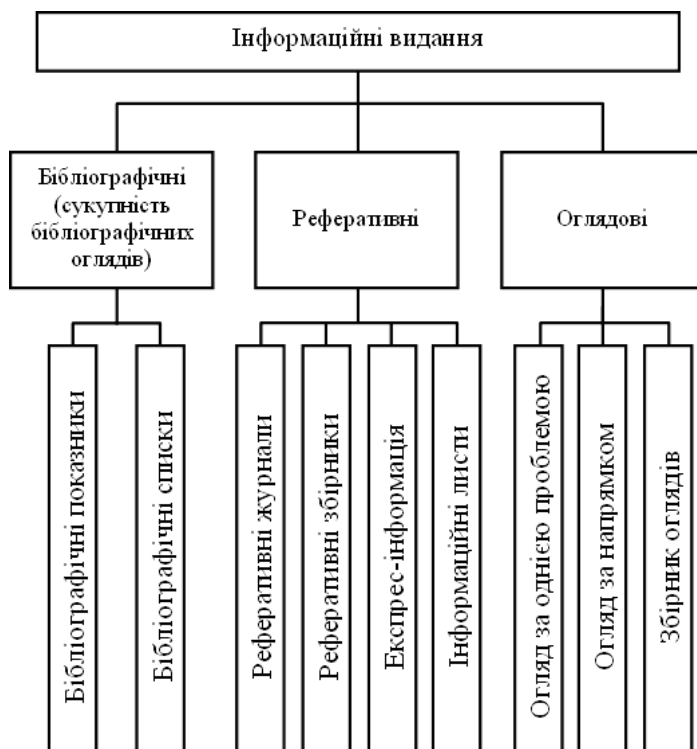 Інформаційні видання
Бібліографічні
(сукупність
бібліографічних
оглядів)
Реферативні
Оглядові
Бібліографічні показники
Бібліографічні списки
Реферативні журнали
Реферативні збірники
Експрес-інформація
Інформаційні листи
Огляд за однією проблемою
Огляд за напрямком
Збірник оглядів